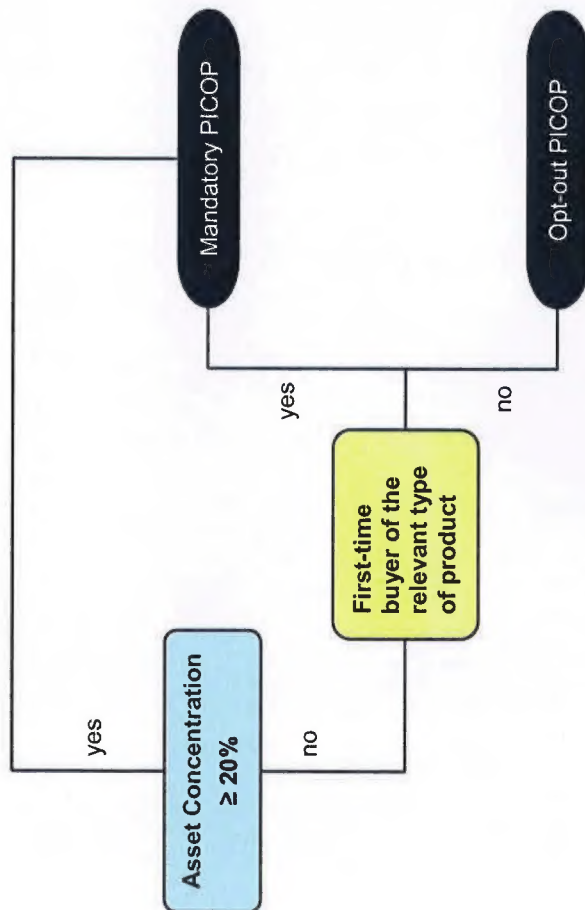 Asset Concentration
≥ 20%
yes
no
First-time
buyer of the
relevant type
of product
yes
no
Mandatory PICOP
Opt-out PICOP